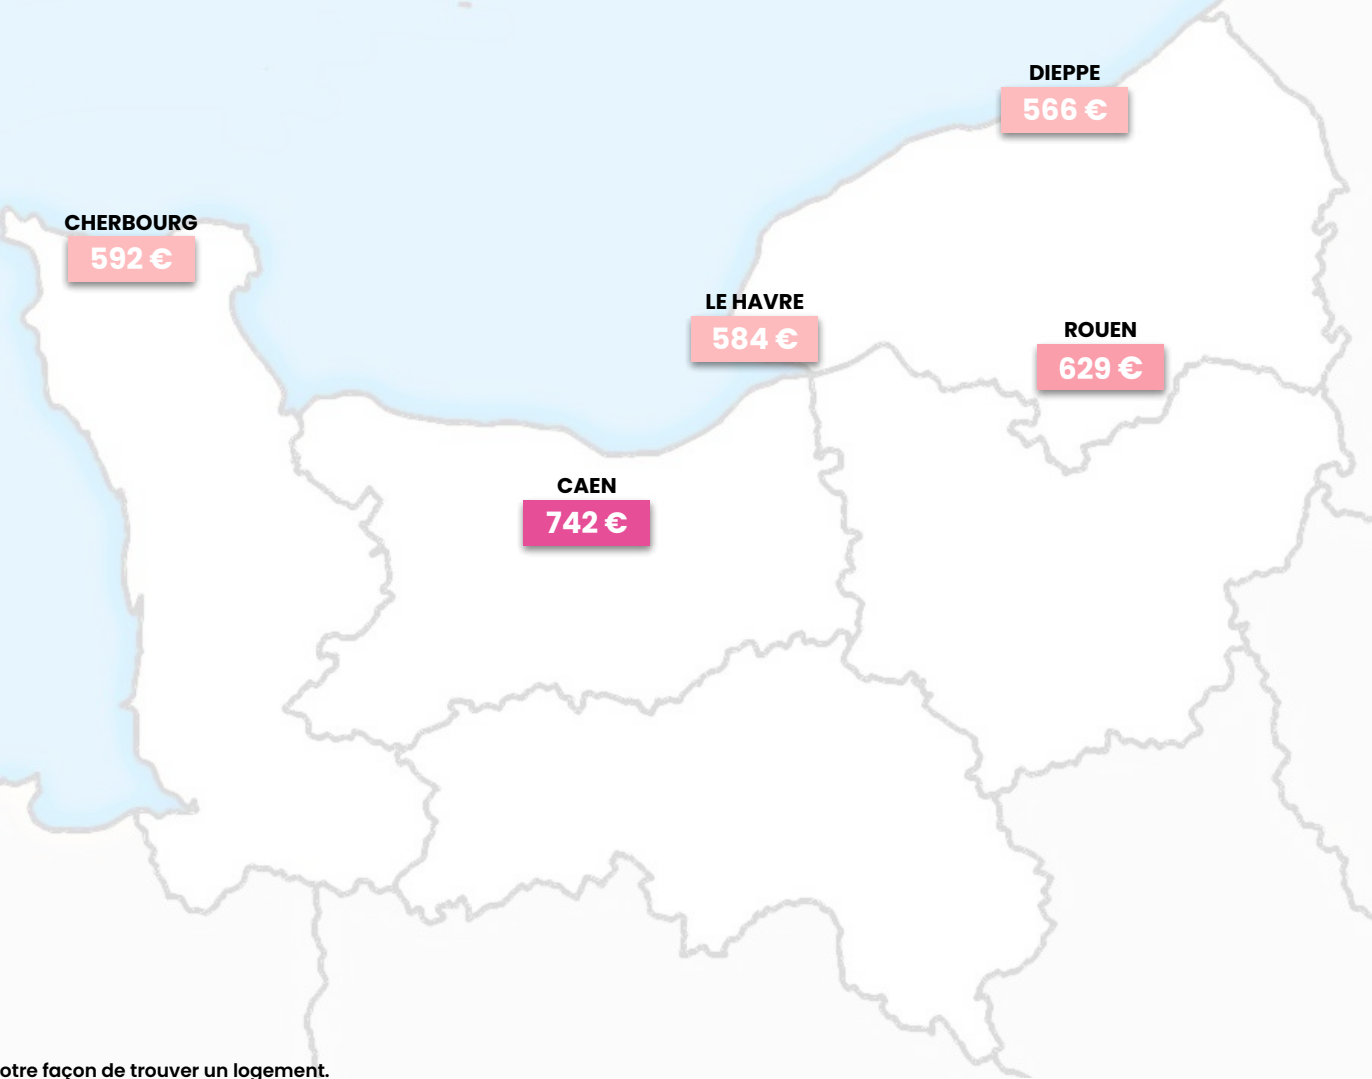 DIEPPE
566 €
CHERBOURG
592 €
LE HAVRE
584 €
ROUEN
629 €
CAEN
742 €
otre façon de trouver un logement.